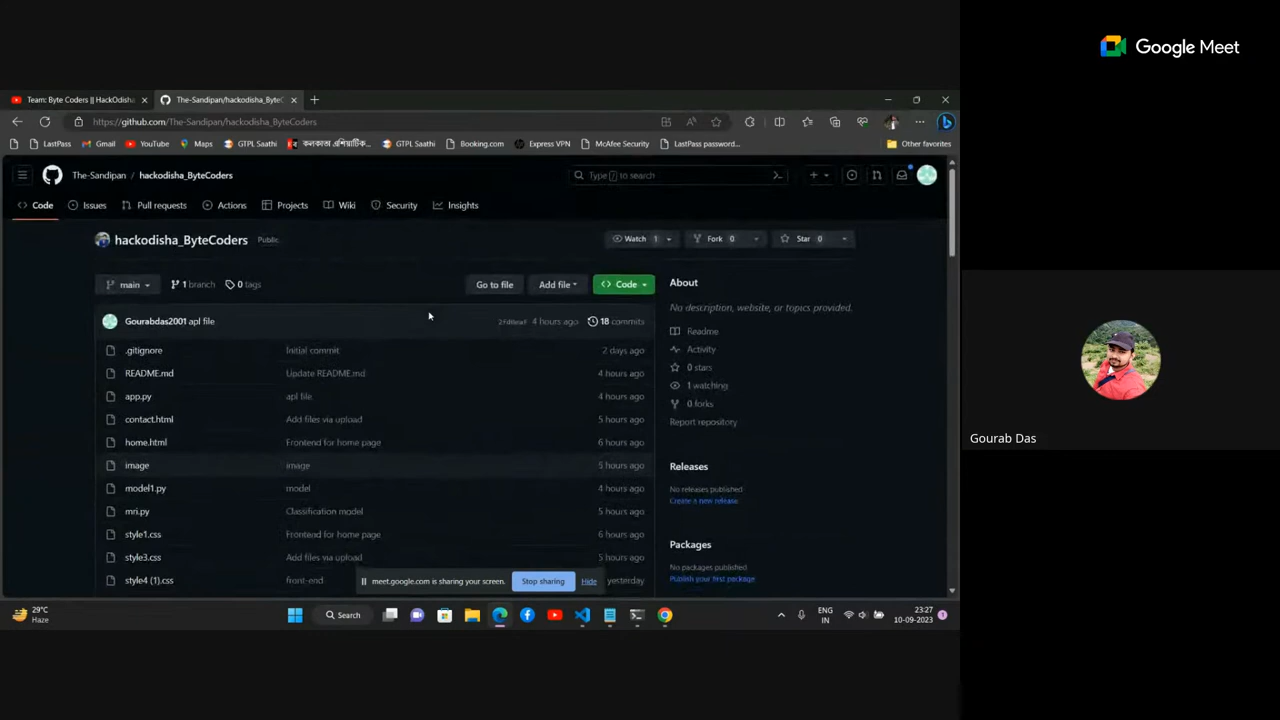 Google Meet
Team: Byte Coders || HackOdisha
The-Sandipan/hackodisha_ByteC
https://github.com/The-Sandipan/hackodisha_ByteCoders
LastPass
Gmail
YouTube
Maps
GTPL Saathi
কলকাতা এশিয়াটি...
GTPL Saathi
Booking.com
Express VPN
McAfee Security
LastPass password...
Other favorites
The-Sandipan / hackodisha_ByteCoders
Type / to search
Code
Issues
Pull requests
Actions
Projects
Wiki
Security
Insights
hackodisha_ByteCoders Public
Watch 1
Fork 0
Star 0
main
1 branch
0 tags
Go to file
Add file
Code
About
No description, website, or topics provided.
Gourabdas2001 apl file 4 hours ago 18 commits
Readme
.gitignore Initial commit 2 days ago
Activity
README.md Update README.md 4 hours ago
0 stars
app.py apl file 4 hours ago
1 watching
contact.html Add files via upload 5 hours ago
0 forks
Report repository
home.html Frontend for home page 6 hours ago
image image 5 hours ago
Releases
model1.py model 4 hours ago
No releases published
Create a new release
mri.py Classification model 5 hours ago
style1.css Frontend for home page 6 hours ago
Packages
style3.css Add files via upload 5 hours ago
No packages published
Publish your first package
style4 (1).css front-end yesterday
meet.google.com is sharing your screen. Stop sharing Hide
Gourab Das
29°C
Haze
Search
ENG
IN
23:27
10-09-2023
1